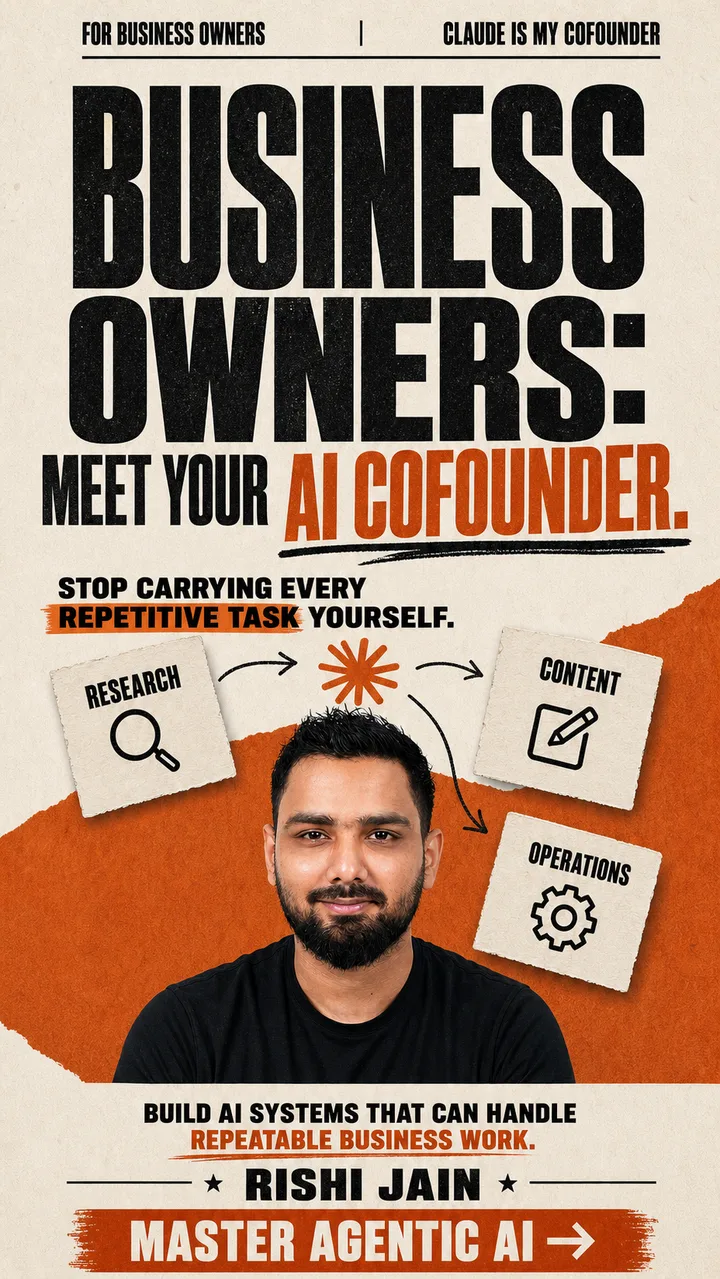 FOR BUSINESS OWNERS | CLAUDE IS MY COFOUNDER
BUSINESS
OWNERS:
MEET YOUR AI COFOUNDER.
STOP CARRYING EVERY
REPETITIVE TASK YOURSELF.
RESEARCH
CONTENT
OPERATIONS
BUILD AI SYSTEMS THAT CAN HANDLE
REPEATABLE BUSINESS WORK.
RISHI JAIN
MASTER AGENTIC AI